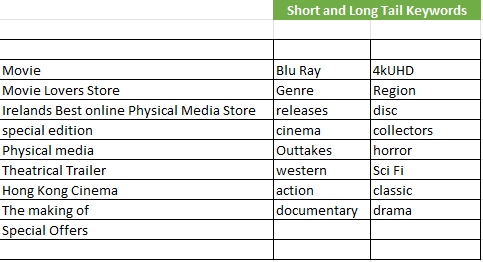 Short and Long Tail Keywords
Movie Blu Ray 4kUHD
Movie Lovers Store Genre Region
Irelands Best online Physical Media Store releases disc
special edition cinema collectors
Physical media Outtakes horror
Theatrical Trailer western Sci Fi
Hong Kong Cinema action classic
The making of documentary drama
Special Offers